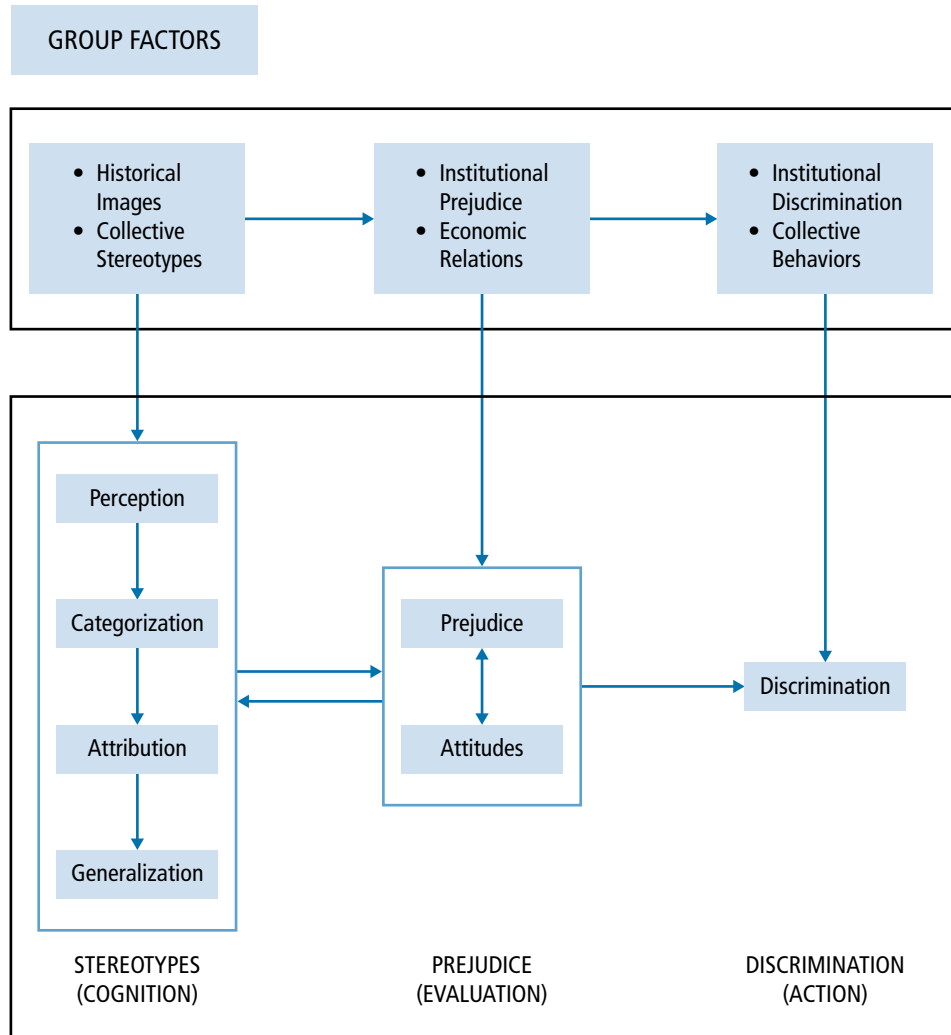 GROUP FACTORS
• Historical
Images
• Collective
Stereotypes
• Institutional
Prejudice
• Economic
Relations
• Institutional
Discrimination
• Collective
Behaviors
Perception
Categorization
Attribution
Generalization
Prejudice
Attitudes
Discrimination
STEREOTYPES
(COGNITION)
PREJUDICE
(EVALUATION)
DISCRIMINATION
(ACTION)